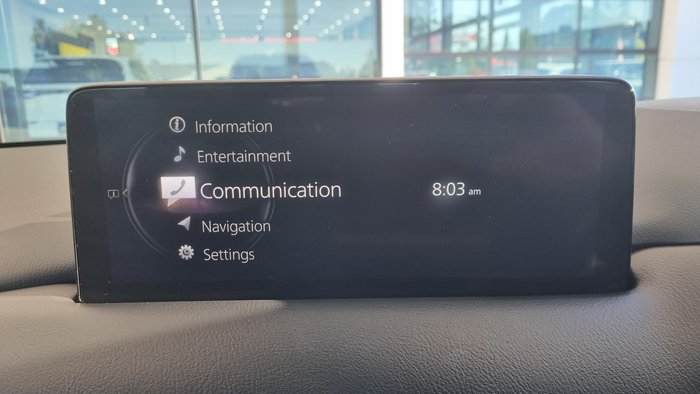 Information
Entertainment
Communication
8:03 am
Navigation
Settings